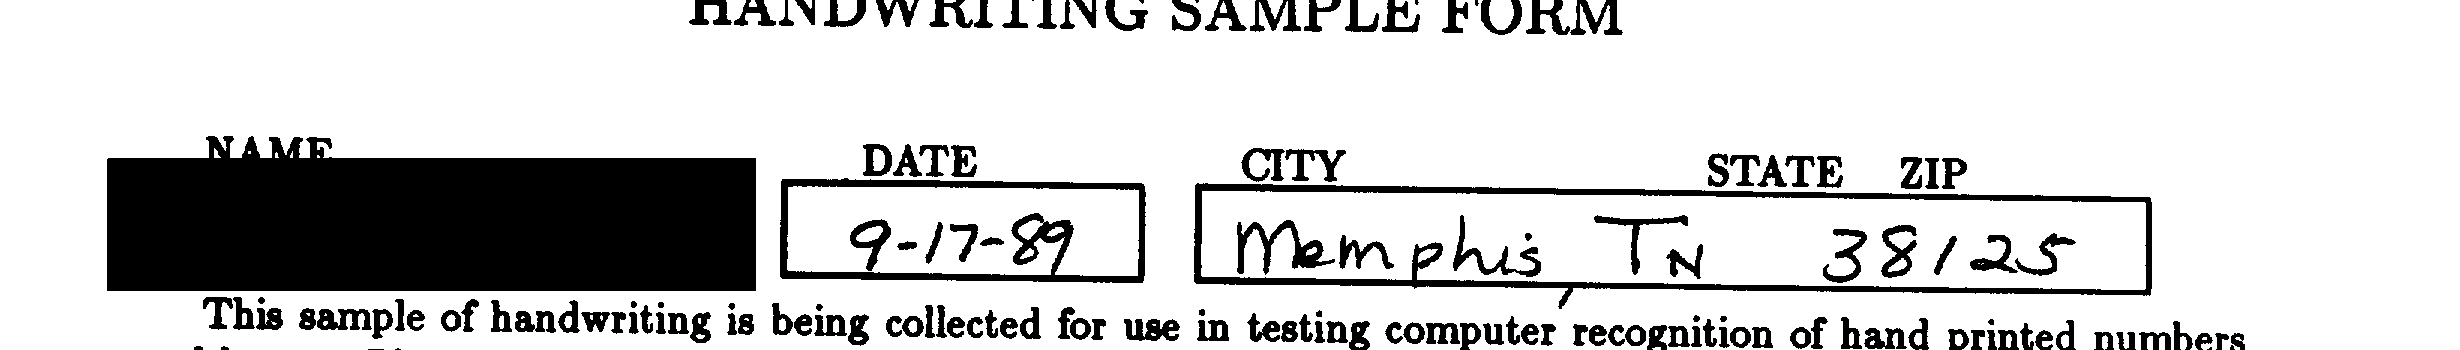 HANDWRITING SAMPLE FORM
NAME DATE CITY STATE ZIP
9-17-89 Memphis, TN 38125
This sample of handwriting is being collected for use in testing computer recognition of hand printed numbers